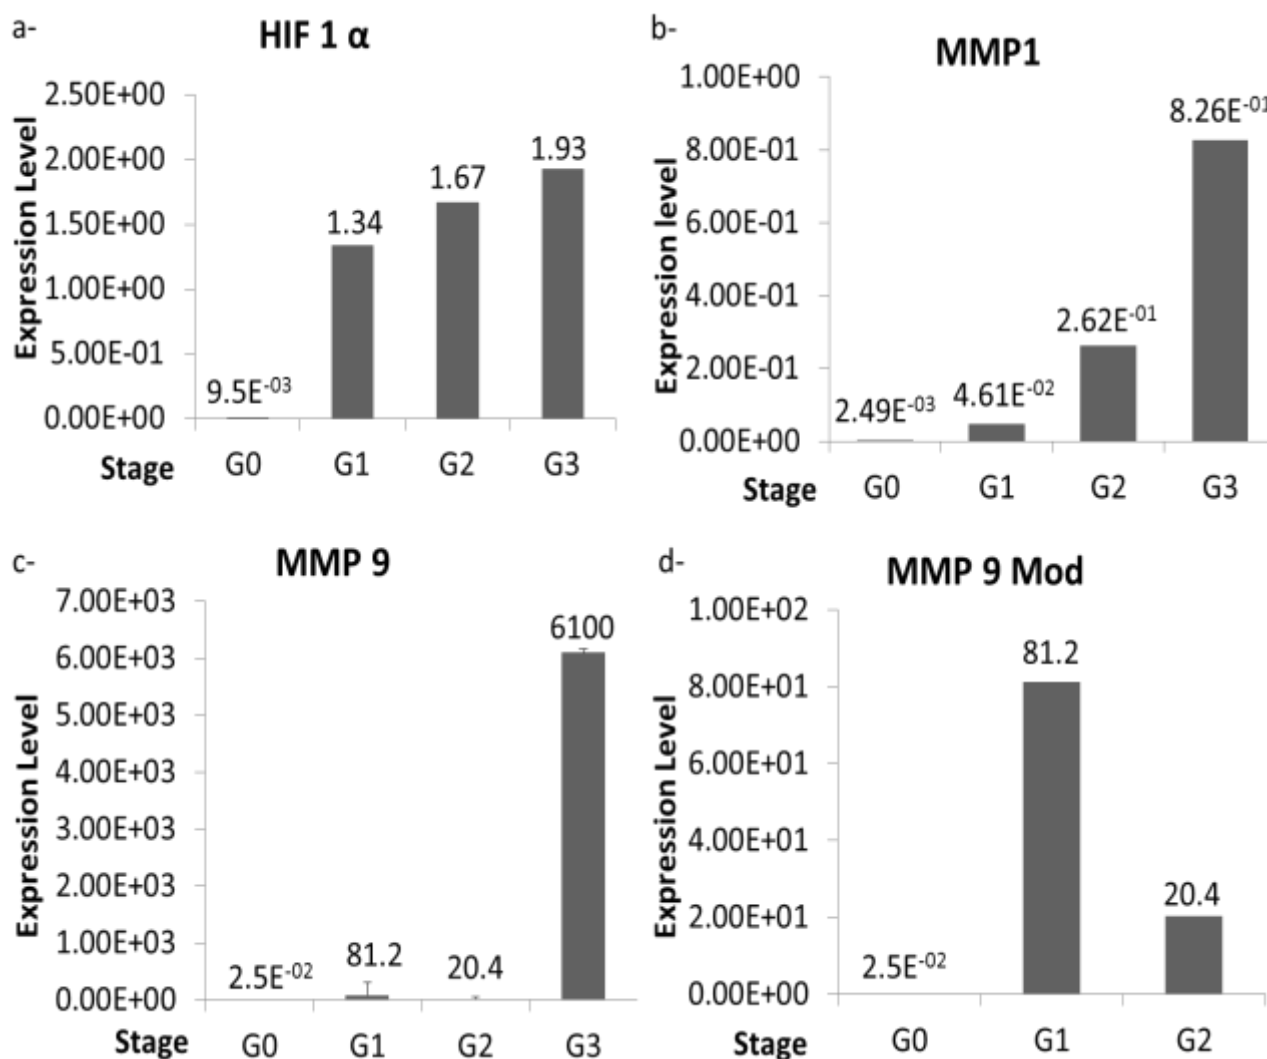 a-
HIF 1 α
Expression Level
2.50E+00
2.00E+00
1.50E+00
1.00E+00
5.00E-01
0.00E+00
9.5E⁻⁰³
1.34
1.67
1.93
Stage G0 G1 G2 G3
b-
MMP1
Expression level
1.00E+00
8.00E-01
6.00E-01
4.00E-01
2.00E-01
0.00E+00
2.49E⁻⁰³
4.61E⁻⁰²
2.62E⁻⁰¹
8.26E⁻⁰¹
Stage G0 G1 G2 G3
c-
MMP 9
Expression Level
7.00E+03
6.00E+03
5.00E+03
4.00E+03
3.00E+03
2.00E+03
1.00E+03
0.00E+00
2.5E⁻⁰²
81.2
20.4
6100
Stage G0 G1 G2 G3
d-
MMP 9 Mod
Expression Level
1.00E+02
8.00E+01
6.00E+01
4.00E+01
2.00E+01
0.00E+00
2.5E⁻⁰²
81.2
20.4
Stage G0 G1 G2